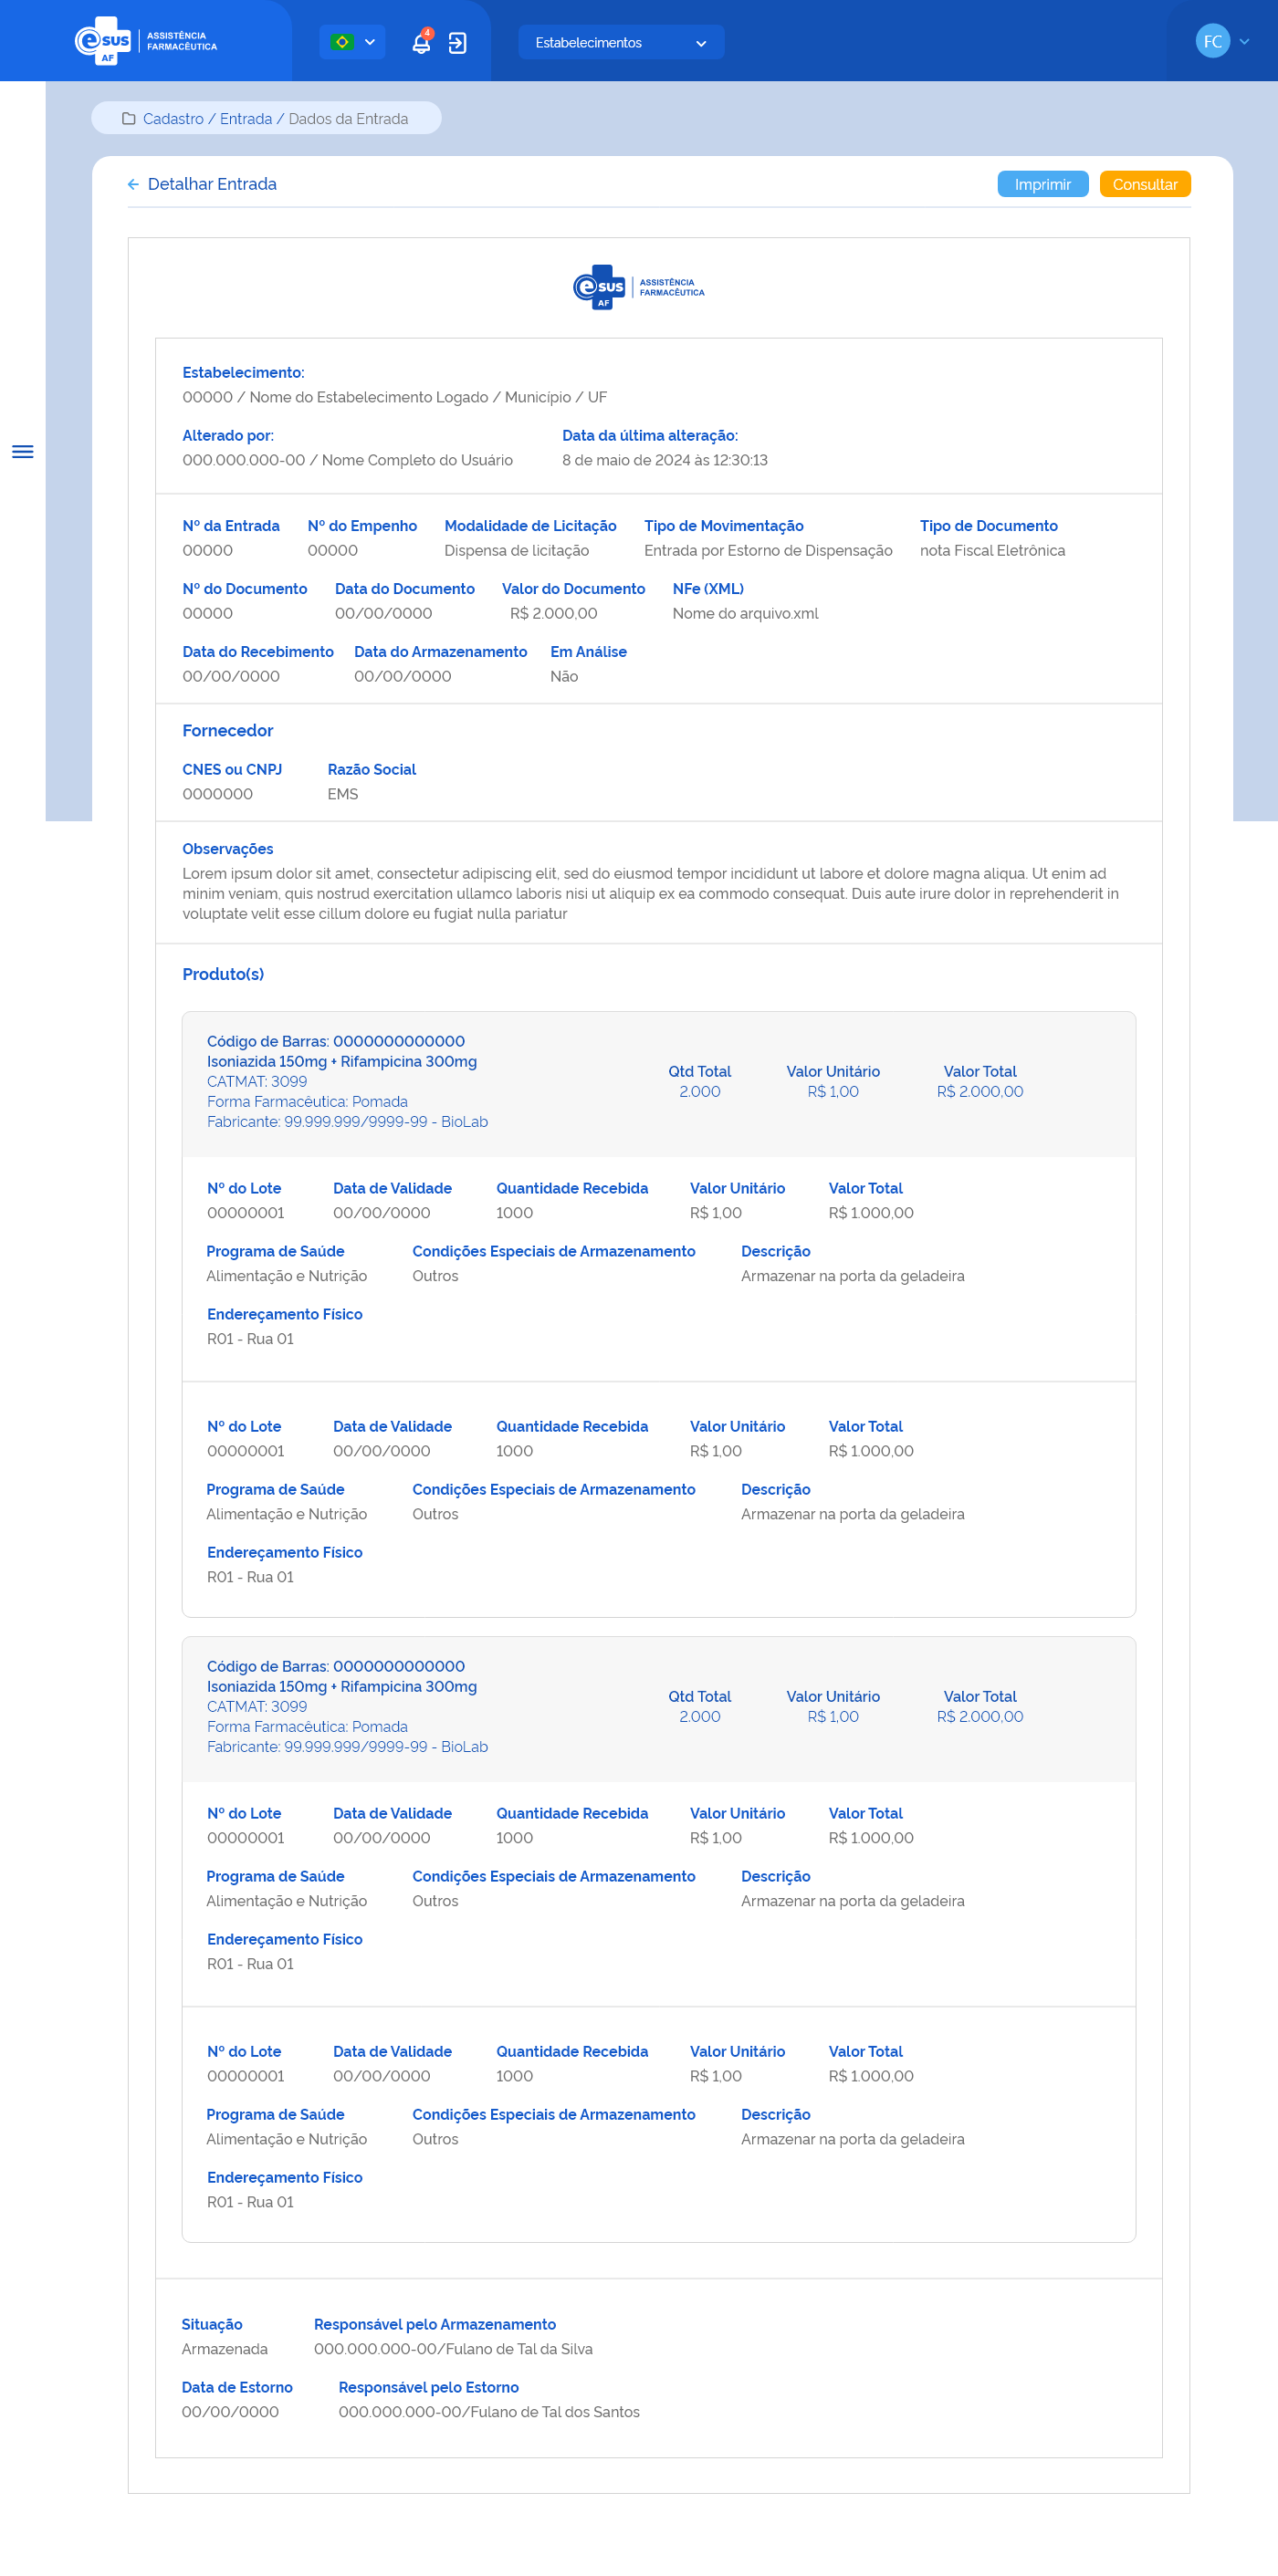 e sus AF ASSISTÊNCIA FARMACÊUTICA
4
Estabelecimentos
FC
Cadastro / Entrada / Dados da Entrada
Detalhar Entrada
Imprimir Consultar
e sus AF ASSISTÊNCIA FARMACÊUTICA
Estabelecimento:
00000 / Nome do Estabelecimento Logado / Município / UF
Alterado por: Data da última alteração:
000.000.000-00 / Nome Completo do Usuário 8 de maio de 2024 às 12:30:13
Nº da Entrada Nº do Empenho Modalidade de Licitação Tipo de Movimentação Tipo de Documento
00000 00000 Dispensa de licitação Entrada por Estorno de Dispensação nota Fiscal Eletrônica
Nº do Documento Data do Documento Valor do Documento NFe (XML)
00000 00/00/0000 R$ 2.000,00 Nome do arquivo.xml
Data do Recebimento Data do Armazenamento Em Análise
00/00/0000 00/00/0000 Não
Fornecedor
CNES ou CNPJ Razão Social
0000000 EMS
Observações
Lorem ipsum dolor sit amet, consectetur adipiscing elit, sed do eiusmod tempor incididunt ut labore et dolore magna aliqua. Ut enim ad
minim veniam, quis nostrud exercitation ullamco laboris nisi ut aliquip ex ea commodo consequat. Duis aute irure dolor in reprehenderit in
voluptate velit esse cillum dolore eu fugiat nulla pariatur
Produto(s)
Código de Barras: 0000000000000
Isoniazida 150mg + Rifampicina 300mg
CATMAT: 3099
Forma Farmacêutica: Pomada
Fabricante: 99.999.999/9999-99 - BioLab
Qtd Total Valor Unitário Valor Total
2.000 R$ 1,00 R$ 2.000,00
Nº do Lote Data de Validade Quantidade Recebida Valor Unitário Valor Total
00000001 00/00/0000 1000 R$ 1,00 R$ 1.000,00
Programa de Saúde Condições Especiais de Armazenamento Descrição
Alimentação e Nutrição Outros Armazenar na porta da geladeira
Endereçamento Físico
R01 - Rua 01
Nº do Lote Data de Validade Quantidade Recebida Valor Unitário Valor Total
00000001 00/00/0000 1000 R$ 1,00 R$ 1.000,00
Programa de Saúde Condições Especiais de Armazenamento Descrição
Alimentação e Nutrição Outros Armazenar na porta da geladeira
Endereçamento Físico
R01 - Rua 01
Código de Barras: 0000000000000
Isoniazida 150mg + Rifampicina 300mg
CATMAT: 3099
Forma Farmacêutica: Pomada
Fabricante: 99.999.999/9999-99 - BioLab
Qtd Total Valor Unitário Valor Total
2.000 R$ 1,00 R$ 2.000,00
Nº do Lote Data de Validade Quantidade Recebida Valor Unitário Valor Total
00000001 00/00/0000 1000 R$ 1,00 R$ 1.000,00
Programa de Saúde Condições Especiais de Armazenamento Descrição
Alimentação e Nutrição Outros Armazenar na porta da geladeira
Endereçamento Físico
R01 - Rua 01
Nº do Lote Data de Validade Quantidade Recebida Valor Unitário Valor Total
00000001 00/00/0000 1000 R$ 1,00 R$ 1.000,00
Programa de Saúde Condições Especiais de Armazenamento Descrição
Alimentação e Nutrição Outros Armazenar na porta da geladeira
Endereçamento Físico
R01 - Rua 01
Situação Responsável pelo Armazenamento
Armazenada 000.000.000-00/Fulano de Tal da Silva
Data de Estorno Responsável pelo Estorno
00/00/0000 000.000.000-00/Fulano de Tal dos Santos